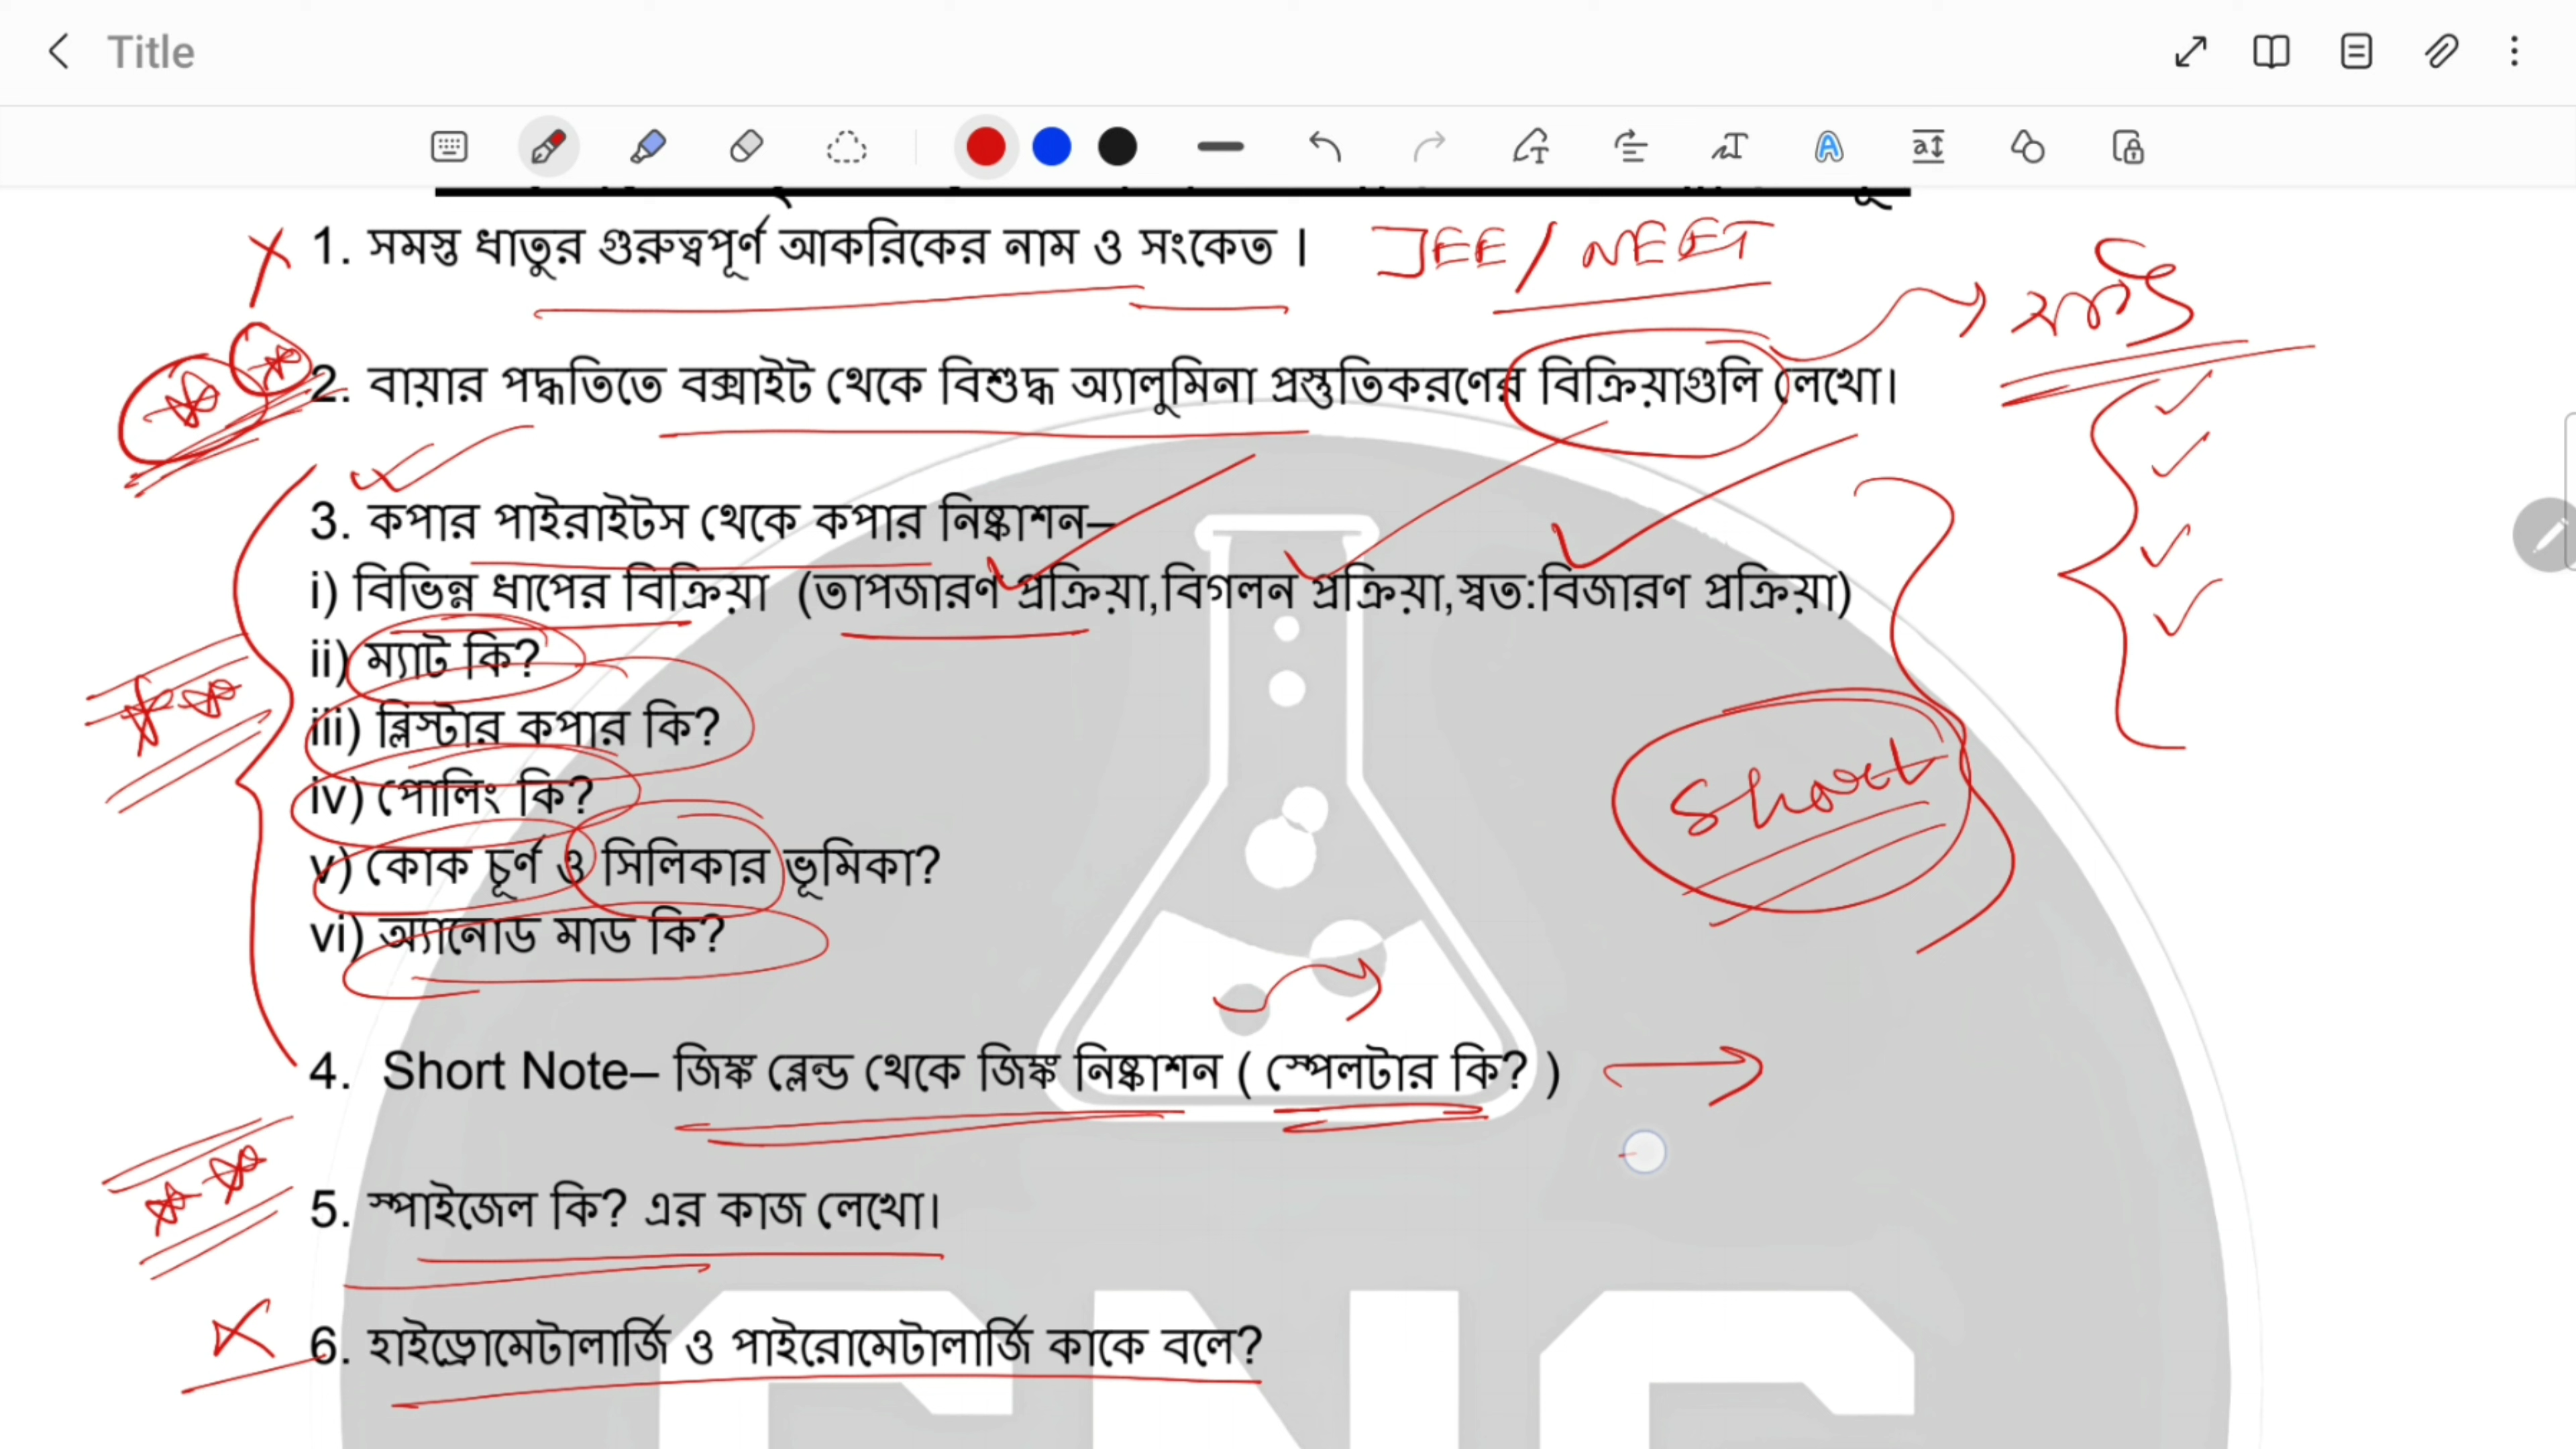 Title
1. সমস্ত ধাতুর গুরুত্বপূর্ণ আকরিকের নাম ও সংকেত । JEE / NEET
2. বায়ার পদ্ধতিতে বক্সাইট থেকে বিশুদ্ধ অ্যালুমিনা প্রস্তুতিকরণের বিক্রিয়াগুলি লেখো।
3. কপার পাইরাইটস থেকে কপার নিষ্কাশন–
i) বিভিন্ন ধাপের বিক্রিয়া (তাপজারণ প্রক্রিয়া,বিগলন প্রক্রিয়া,স্বত:বিজারণ প্রক্রিয়া)
ii) ম্যাট কি?
iii) ব্লিস্টার কপার কি?
iv) পোলিং কি?
v) কোক চূর্ণ ও সিলিকার ভূমিকা?
vi) অ্যানোড মাড কি?
Short
4. Short Note– জিঙ্ক ব্লেন্ড থেকে জিঙ্ক নিষ্কাশন ( স্পেলটার কি? )
5. স্পাইজেল কি? এর কাজ লেখো।
6. হাইড্রোমেটালার্জি ও পাইরোমেটালার্জি কাকে বলে?